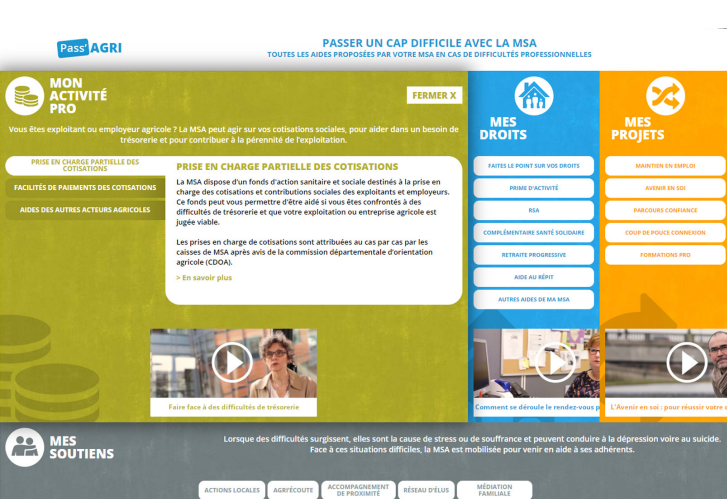 Pass' AGRI
PASSER UN CAP DIFFICILE AVEC LA MSA
TOUTES LES AIDES PROPOSÉES PAR VOTRE MSA EN CAS DE DIFFICULTÉS PROFESSIONNELLES
MON
ACTIVITÉ
PRO
FERMER X
Vous êtes exploitant ou employeur agricole ? La MSA peut agir sur vos cotisations sociales, pour aider dans un besoin de
trésorerie et pour contribuer à la pérennité de l'exploitation.
PRISE EN CHARGE PARTIELLE DES
COTISATIONS
FACILITÉS DE PAIEMENTS DES COTISATIONS
AIDES DES AUTRES ACTEURS AGRICOLES
PRISE EN CHARGE PARTIELLE DES COTISATIONS
La MSA dispose d'un fonds d'action sanitaire et sociale destinés à la prise en
charge des cotisations et contributions sociales des exploitants et employeurs.
Ce fonds peut vous permettre d'être aidé si vous êtes confrontés à des
difficultés de trésorerie et que votre exploitation ou entreprise agricole est
jugée viable.
Les prises en charge de cotisations sont attribuées au cas par cas par les
caisses de MSA après avis de la commission départementale d'orientation
agricole (CDOA).
> En savoir plus
Faire face à des difficultés de trésorerie
MES
DROITS
FAITES LE POINT SUR VOS DROITS
PRIME D'ACTIVITÉ
RSA
COMPLÉMENTAIRE SANTÉ SOLIDAIRE
RETRAITE PROGRESSIVE
AIDE AU RÉPIT
AUTRES AIDES DE MA MSA
Comment se déroule le rendez-vous p
MES
PROJETS
MAINTIEN EN EMPLOI
AVENIR EN SOI
PARCOURS CONFIANCE
COUP DE POUCE CONNEXION
FORMATIONS PRO
L'Avenir en soi : pour réussir votre
MES
SOUTIENS
Lorsque des difficultés surgissent, elles sont la cause de stress ou de souffrance et peuvent conduire à la dépression voire au suicide.
Face à ces situations difficiles, la MSA est mobilisée pour venir en aide à ses adhérents.
ACTIONS LOCALES
AGRI'ÉCOUTE
ACCOMPAGNEMENT
DE PROXIMITÉ
RÉSEAU D'ÉLUS
MÉDIATION
FAMILIALE